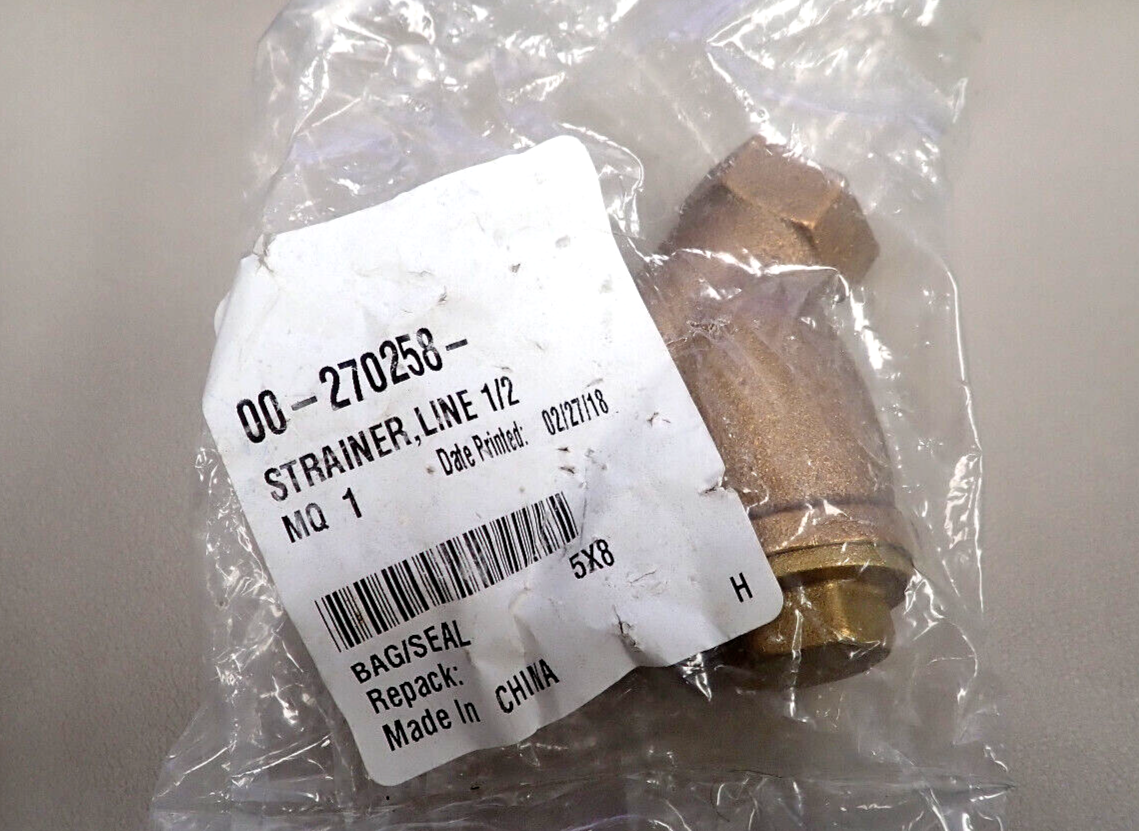 00-270258-
STRAINER,LINE 1/2
Date Printed: 02/27/18
MQ 1
5X8
H
BAG/SEAL
Repack:
Made In CHINA